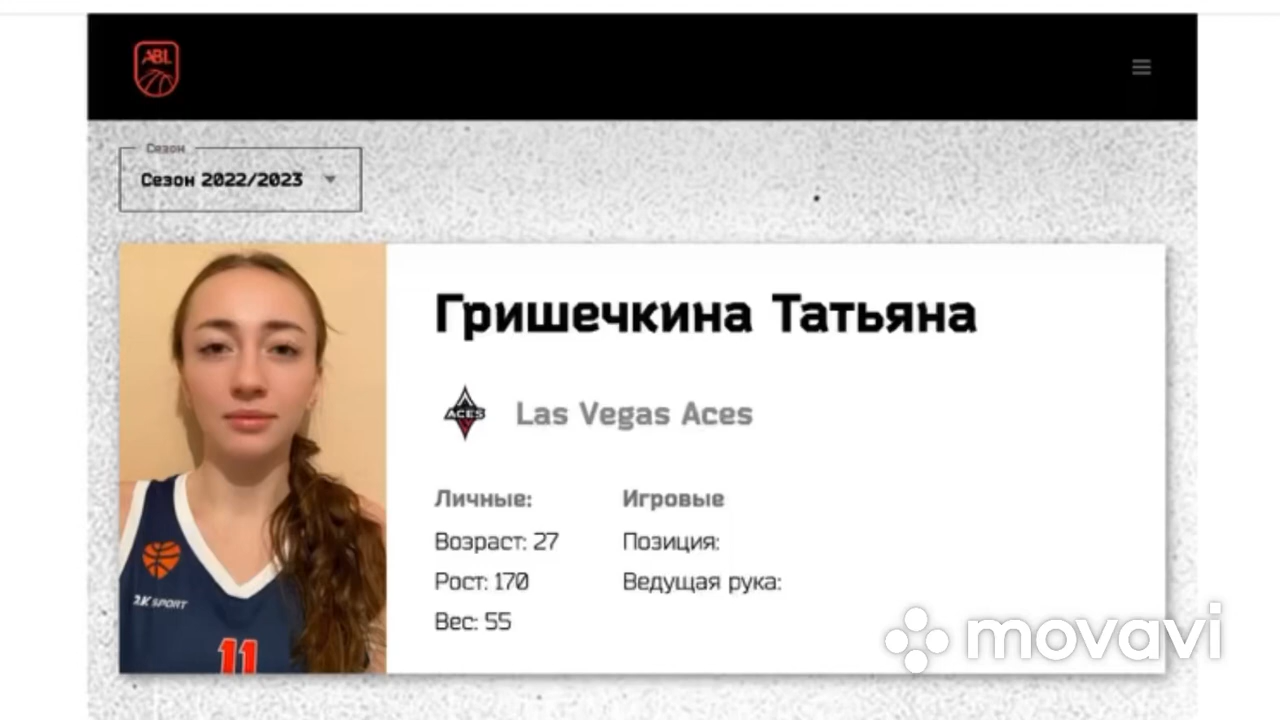 ABL
Сезон
Сезон 2022/2023
Гришечкина Татьяна
ACES
Las Vegas Aces
Личные:
Игровые
Возраст: 27
Позиция:
Рост: 170
Ведущая рука:
Вес: 55
SPORT
11
movavi